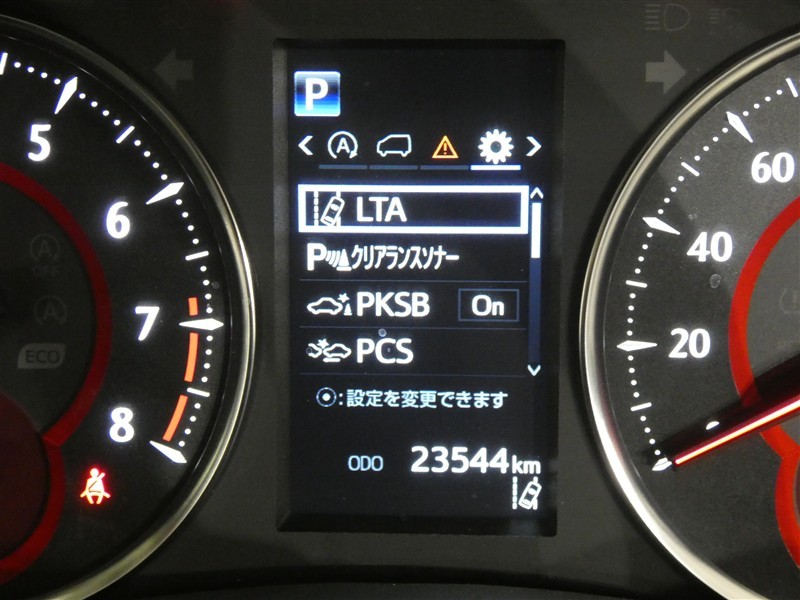 P
A
LTA
P クリアランスソナー
PKSB On
PCS
:設定を変更できます
ODO 23544 km
5
6
7
8
A
ECO
60
40
20